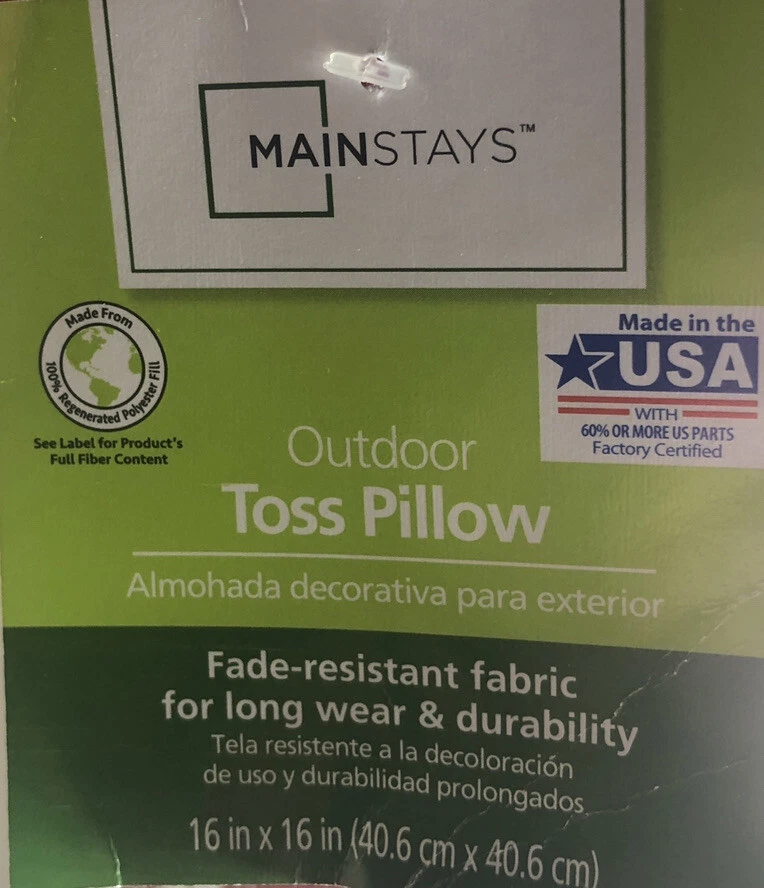 MAINSTAYS™
Made From
100% Regenerated Polyester Fill
See Label for Product's
Full Fiber Content
Made in the
USA
WITH
60% OR MORE US PARTS
Factory Certified
Outdoor
Toss Pillow
Almohada decorativa para exterior
Fade-resistant fabric
for long wear & durability
Tela resistente a la decoloración
de uso y durabilidad prolongados
16 in x 16 in (40.6 cm x 40.6 cm)